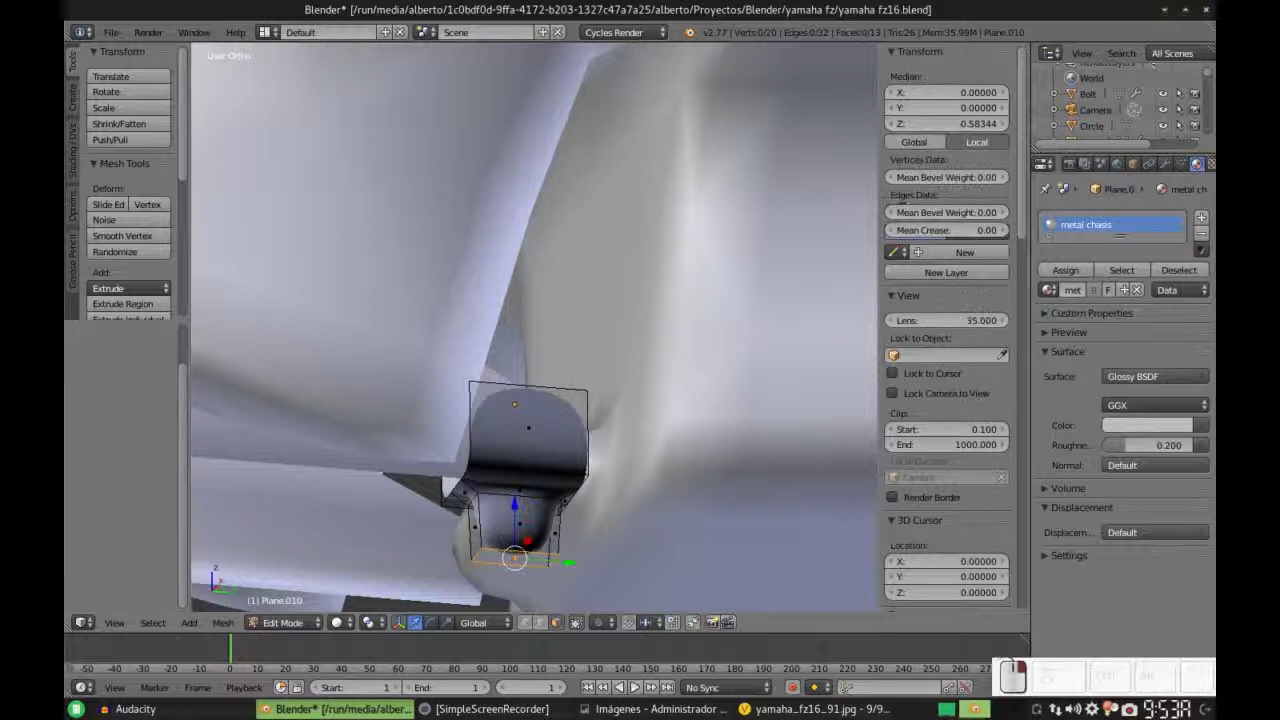 Blender* [/run/media/alberto/1c0bdf0d-9ffa-4172-b203-1327c47a7a25/alberto/Proyectos/Blender/yamaha fz/yamaha fz16.blend]
File Render Window Help Default Scene Cycles Render v2.77 | Verts:0/20 | Edges:0/32 | Faces:0/13 | Tris:26 | Mem:35.99M | Plane.010
View Search All Scenes
World
Bolt
Camera
Circle
Tools
Create
Shading / UVs
Options
Grease Pencil
Transform
Translate
Rotate
Scale
Shrink/Fatten
Push/Pull
Mesh Tools
Deform:
Slide Ed Vertex
Noise
Smooth Vertex
Randomize
Add:
Extrude
Extrude Region
Extrude Individual
User Ortho
(1) Plane.010
Transform
Median:
X: 0.00000
Y: 0.00000
Z: -0.58344
Global Local
Vertices Data:
Mean Bevel Weight: 0.00
Edges Data:
Mean Bevel Weight: 0.00
Mean Crease: 0.00
New
New Layer
View
Lens: 35.000
Lock to Object:
Lock to Cursor
Lock Camera to View
Clip:
Start: 0.100
End: 1000.000
Camera
Render Border
3D Cursor
Location:
X: 0.00000
Y: 0.00000
Z: 0.00000
Plane.0 metal ch
metal chasis
Assign Select Deselect
met F Data
Custom Properties
Preview
Surface
Surface: Glossy BSDF
GGX
Color:
Roughne... 0.200
Normal: Default
Volume
Displacement
Displacem... Default
Settings
View Select Add Mesh Edit Mode Global
-50 -40 -30 -20 -10 0 10 20 30 40 50 60 70 80 90 100 110 120 130 140 150 160 170 180 190 200 210 220 230 240 250 260
View Marker Frame Playback Start: 1 End: 1 1 No Sync
Audacity Blender* [/run/media/alber... [SimpleScreenRecorder] Imágenes - Administrador ... yamaha_fz16_91.jpg - 9/9...